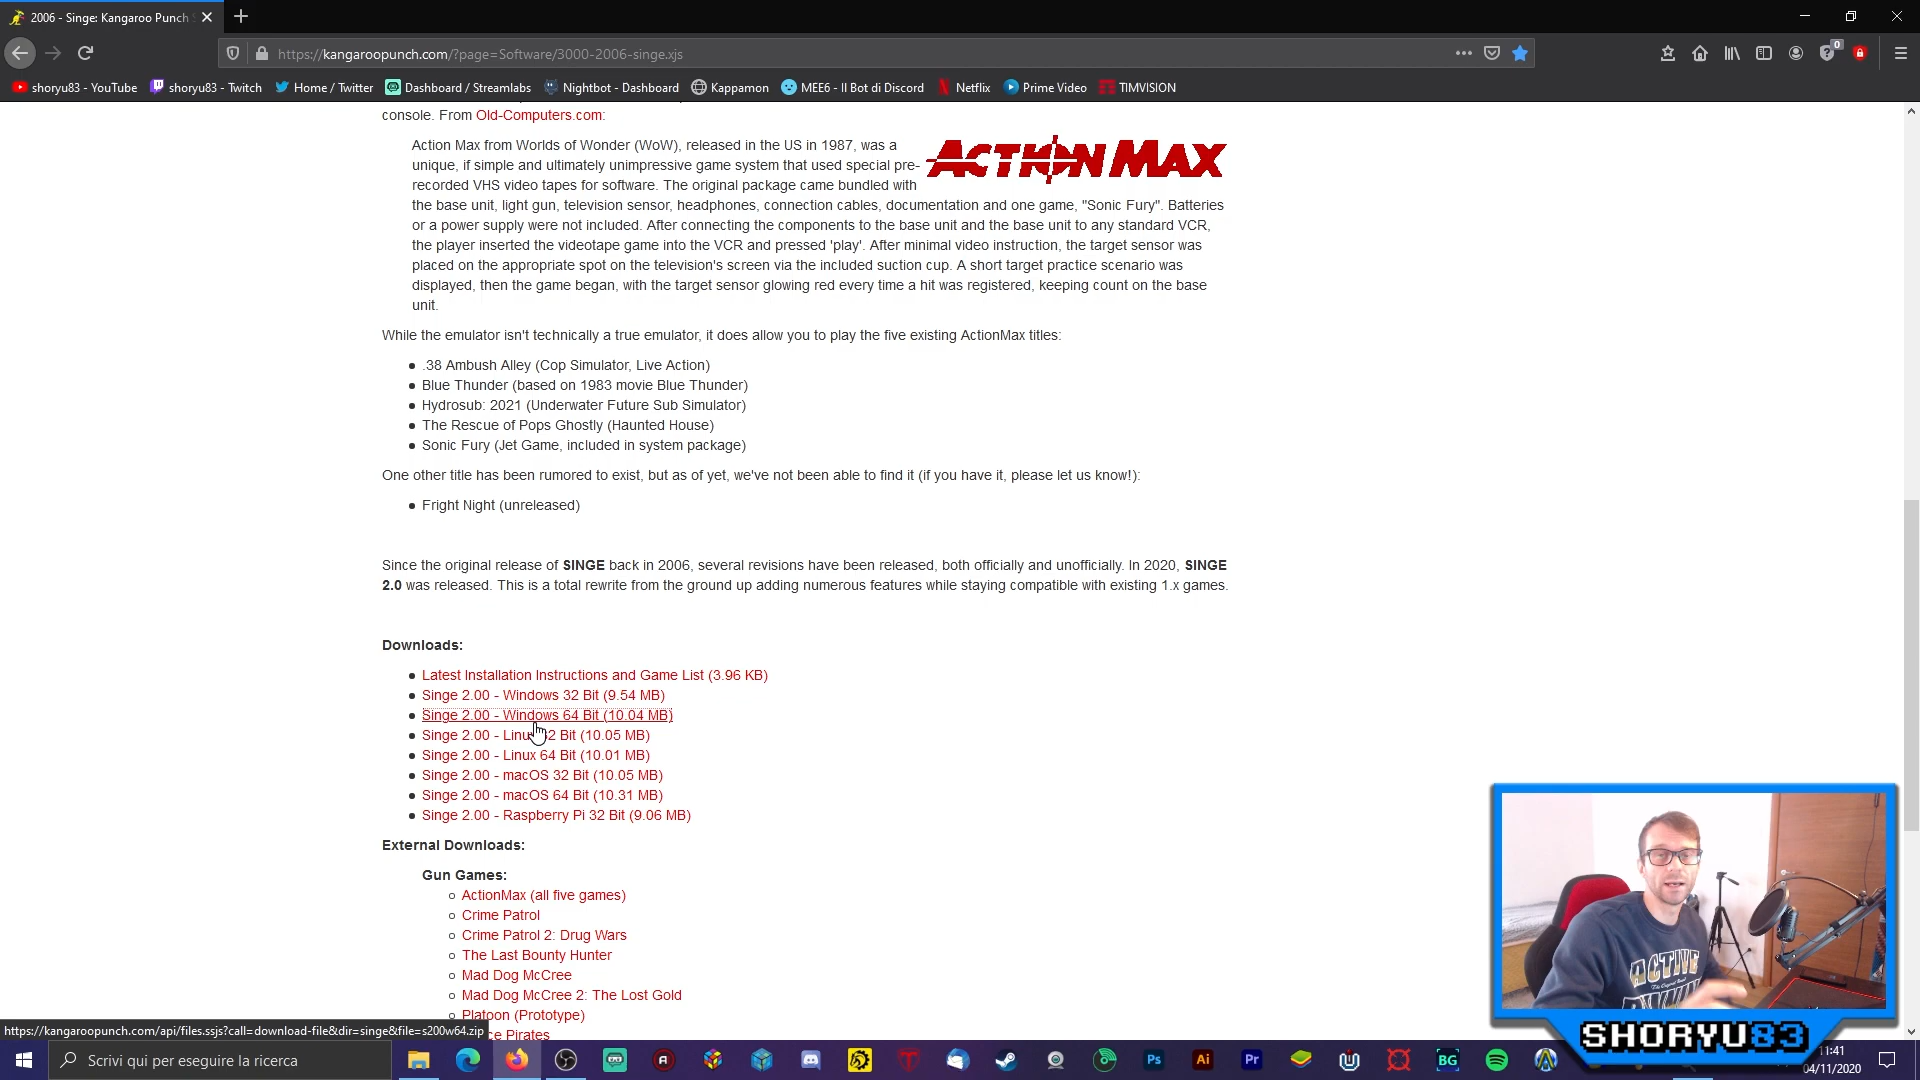 2006 - Singe: Kangaroo Punch
https://kangaroopunch.com/?page=Software/3000-2006-singe.xjs
0
shoryu83 - YouTube
shoryu83 - Twitch
Home / Twitter
Dashboard / Streamlabs
Nightbot - Dashboard
Kappamon
MEE6 - Il Bot di Discord
Netflix
Prime Video
TIMVISION
console. From Old-Computers.com:
ACTION MAX
Action Max from Worlds of Wonder (WoW), released in the US in 1987, was a
unique, if simple and ultimately unimpressive game system that used special pre-
recorded VHS video tapes for software. The original package came bundled with
the base unit, light gun, television sensor, headphones, connection cables, documentation and one game, "Sonic Fury". Batteries
or a power supply were not included. After connecting the components to the base unit and the base unit to any standard VCR,
the player inserted the videotape game into the VCR and pressed 'play'. After minimal video instruction, the target sensor was
placed on the appropriate spot on the television's screen via the included suction cup. A short target practice scenario was
displayed, then the game began, with the target sensor glowing red every time a hit was registered, keeping count on the base
unit.
While the emulator isn't technically a true emulator, it does allow you to play the five existing ActionMax titles:
.38 Ambush Alley (Cop Simulator, Live Action)
Blue Thunder (based on 1983 movie Blue Thunder)
Hydrosub: 2021 (Underwater Future Sub Simulator)
The Rescue of Pops Ghostly (Haunted House)
Sonic Fury (Jet Game, included in system package)
One other title has been rumored to exist, but as of yet, we've not been able to find it (if you have it, please let us know!):
Fright Night (unreleased)
Since the original release of SINGE back in 2006, several revisions have been released, both officially and unofficially. In 2020, SINGE
2.0 was released. This is a total rewrite from the ground up adding numerous features while staying compatible with existing 1.x games.
Downloads:
Latest Installation Instructions and Game List (3.96 KB)
Singe 2.00 - Windows 32 Bit (9.54 MB)
Singe 2.00 - Windows 64 Bit (10.04 MB)
Singe 2.00 - Linux 32 Bit (10.05 MB)
Singe 2.00 - Linux 64 Bit (10.01 MB)
Singe 2.00 - macOS 32 Bit (10.05 MB)
Singe 2.00 - macOS 64 Bit (10.31 MB)
Singe 2.00 - Raspberry Pi 32 Bit (9.06 MB)
External Downloads:
Gun Games:
ActionMax (all five games)
Crime Patrol
Crime Patrol 2: Drug Wars
The Last Bounty Hunter
Mad Dog McCree
Mad Dog McCree 2: The Lost Gold
Platoon (Prototype)
ce Pirates
https://kangaroopunch.com/api/files.ssjs?call=download-file&dir=singe&file=s200w64.zip
ACTIVE
SHORYU83
Scrivi qui per eseguire la ricerca
Ps
Ai
Pr
BG
11:41
04/11/2020